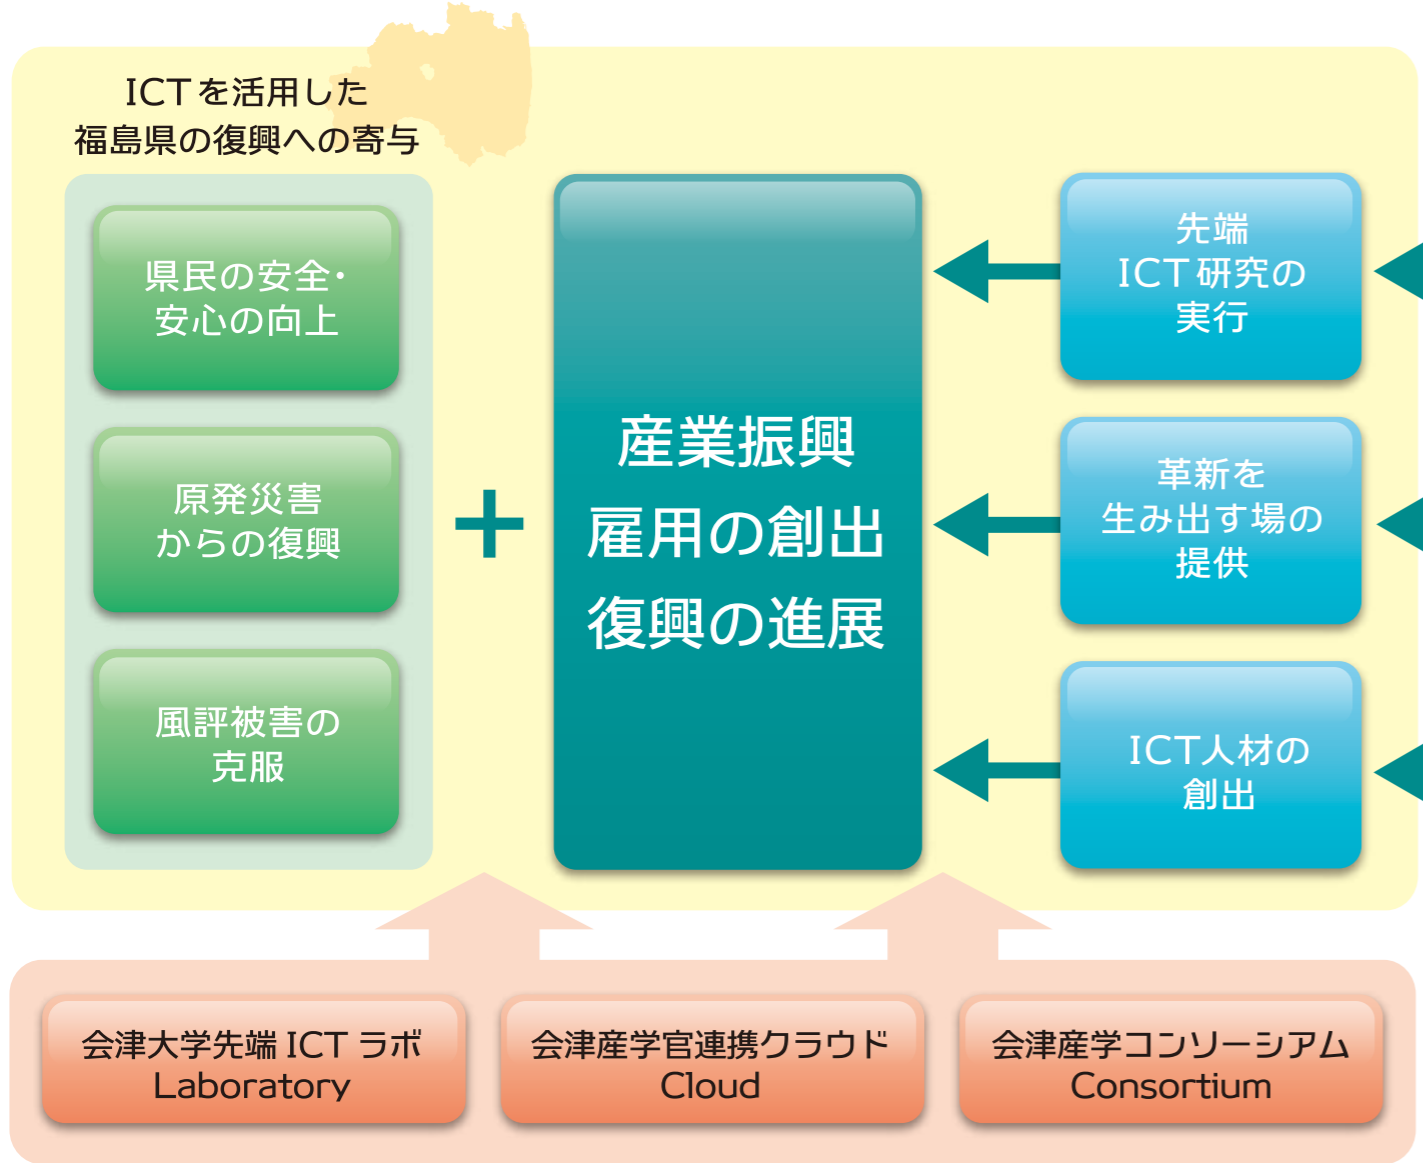 ICTを活用した
福島県の復興への寄与
県民の安全・
安心の向上
原発災害
からの復興
風評被害の
克服
+
産業振興
雇用の創出
復興の進展
先端
ICT研究の
実行
革新を
生み出す場の
提供
ICT人材の
創出
会津大学先端 ICT ラボ
Laboratory
会津産学官連携クラウド
Cloud
会津産学コンソーシアム
Consortium